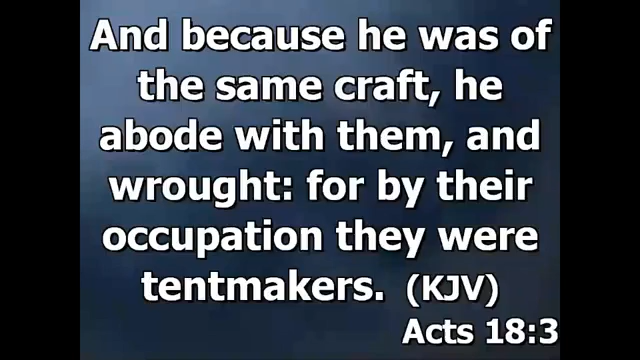 And because he was of
the same craft, he
abode with them, and
wrought: for by their
occupation they were
tentmakers. (KJV)
Acts 18:3